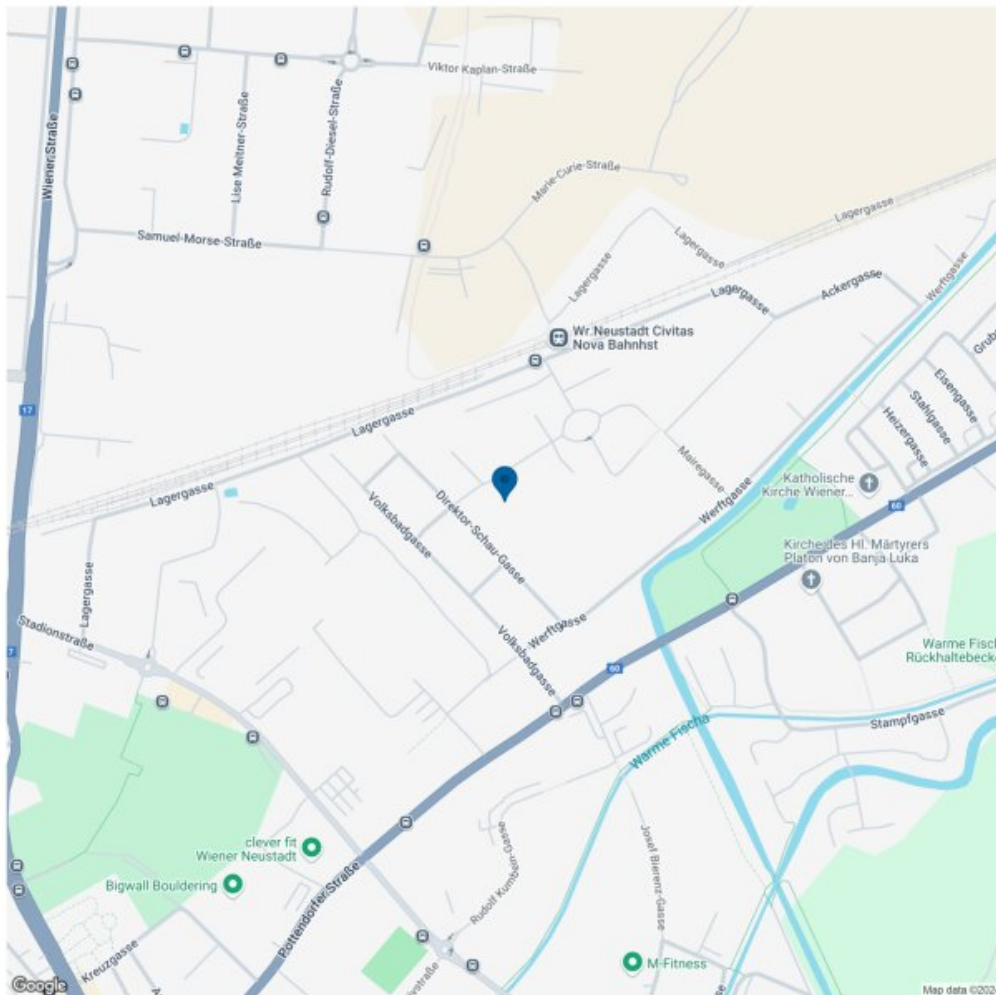 Viktor Kaplan-Straße
Wiener Straße
Lise Meitner-Straße
Rudolf-Diesel-Straße
Marie-Curie-Straße
Samuel-Morse-Straße
Lagergasse
Lagergasse
Lagergasse
Lagergasse
Ackergasse
Werftgasse
Wr. Neustadt Civitas
Nova Bahnhst
Grub
Eisengasse
Stahlgasse
Heizergasse
17
Lagergasse
Mairegasse
Katholische
Kirche Wiener...
Lagergasse
Volksbadgasse
Direktor-Schau-Gasse
Werftgasse
60
Kirche des Hl. Märtyrers
Platon von Banja Luka
Lagergasse
Stadionstraße
7
Werftgasse
Volksbadgasse
60
Warme Fisch
Rückhaltebecke
Stampfgasse
Warme Fischa
clever fit
Wiener Neustadt
Bigwall Bouldering
Pottendorfer Straße
Rudolf Kumbein-Gasse
Josef Bierenz-Gasse
Kreuzgasse
M-Fitness
Google
Map data ©2024